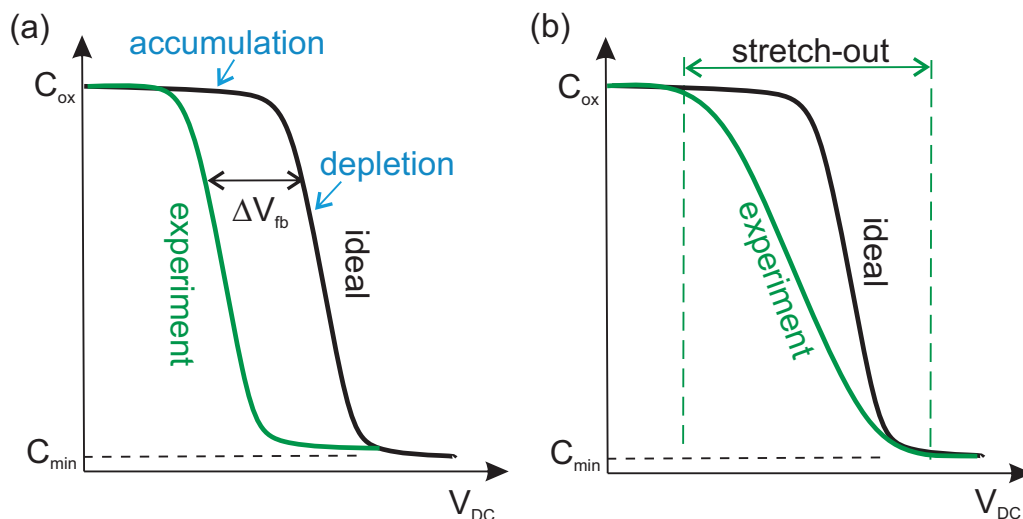 (a)
accumulation
C_ox
depletion
ΔV_fb
experiment
ideal
C_min
V_DC
(b)
stretch-out
C_ox
experiment
ideal
C_min
V_DC